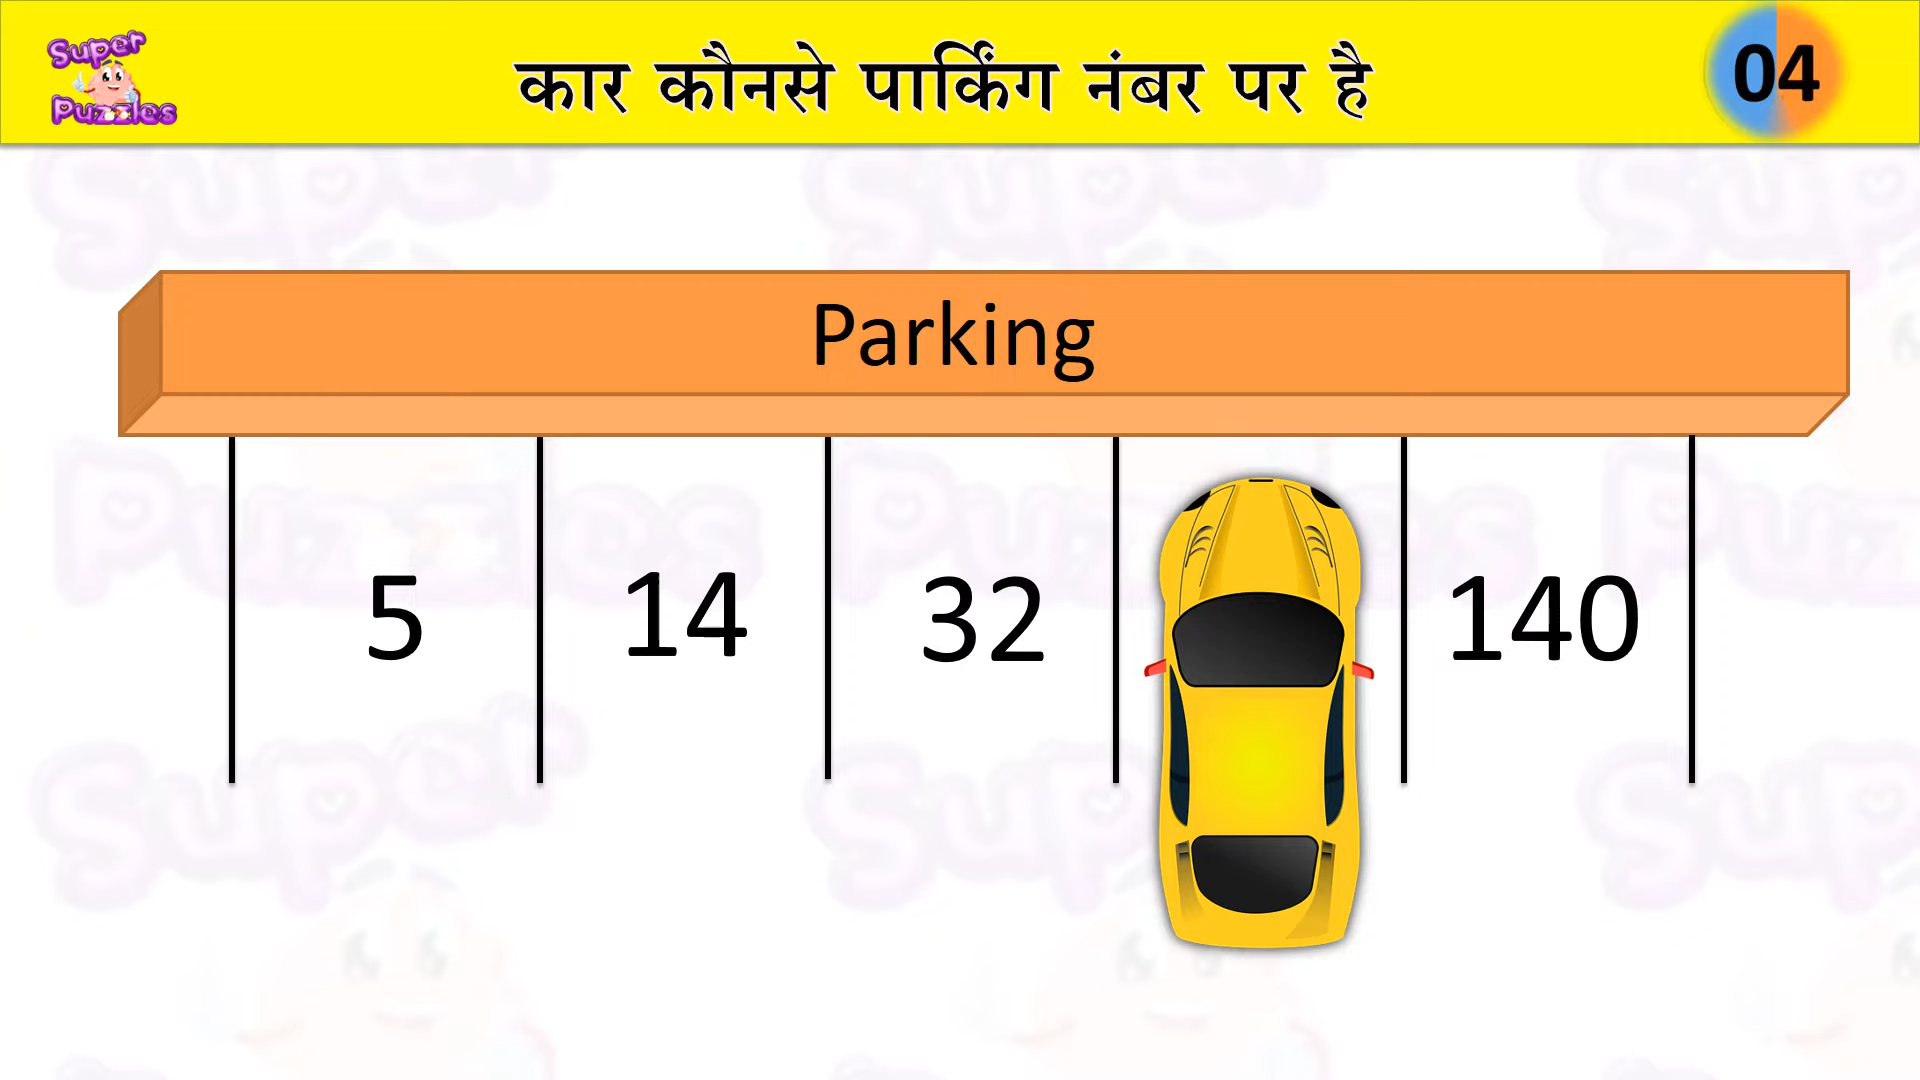 Super
Puzzles
कार कौनसे पार्किंग नंबर पर है
04
Parking
5 14 32 140